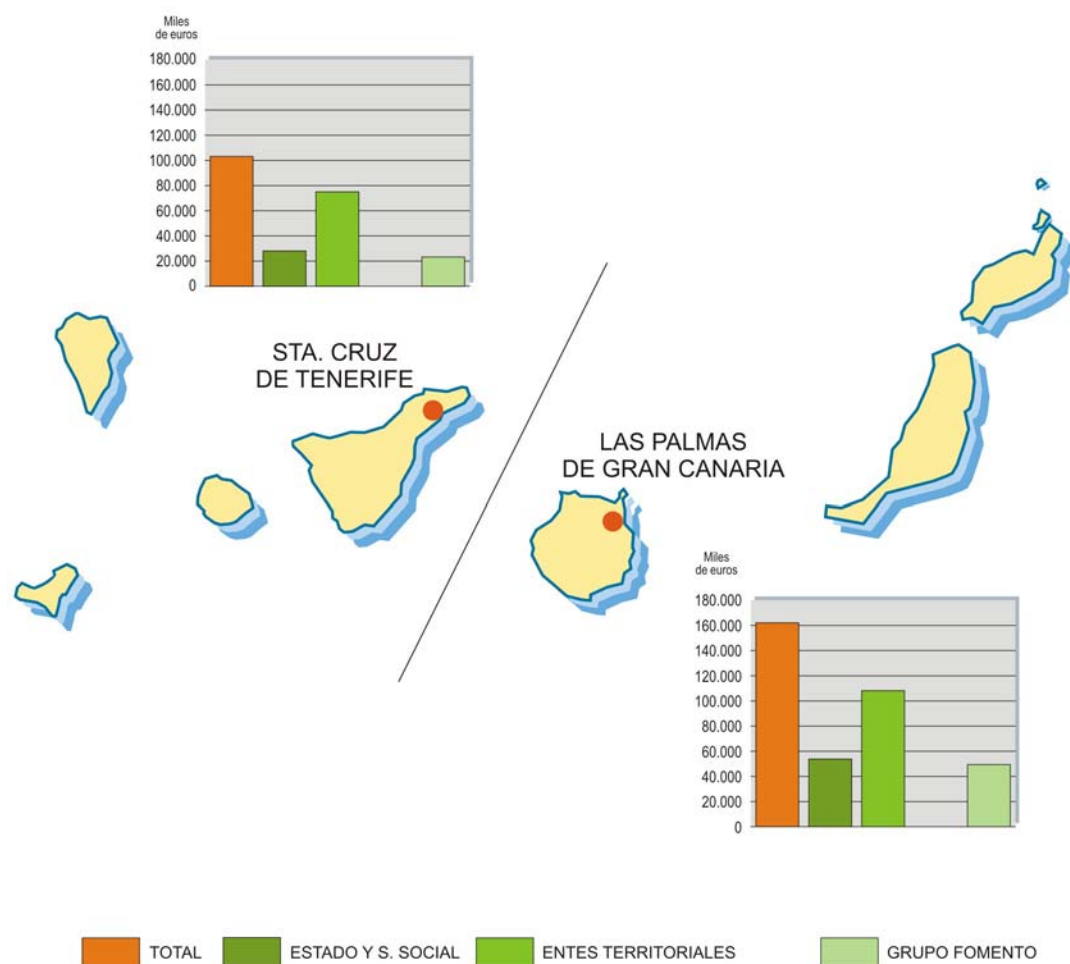 Miles
de euros
180.000
160.000
140.000
120.000
100.000
80.000
60.000
40.000
20.000
0
STA. CRUZ
DE TENERIFE
LAS PALMAS
DE GRAN CANARIA
Miles
de euros
180.000
160.000
140.000
120.000
100.000
80.000
60.000
40.000
20.000
0
TOTAL
ESTADO Y S. SOCIAL
ENTES TERRITORIALES
GRUPO FOMENTO